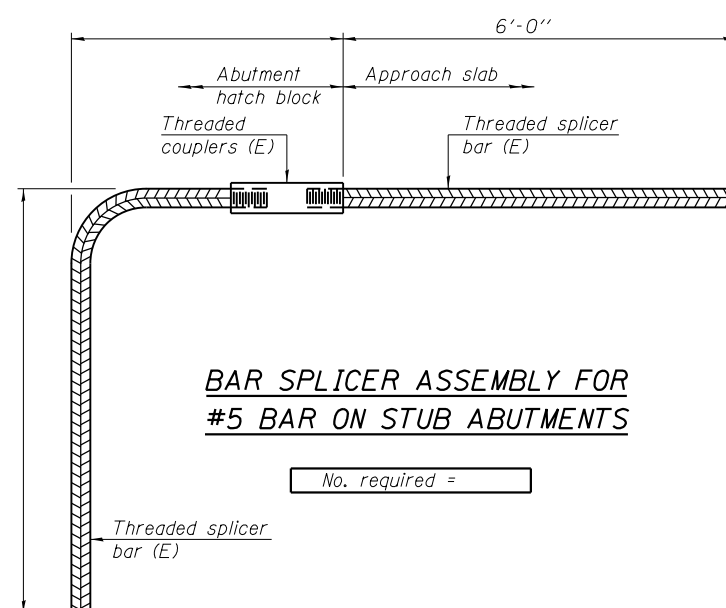 6'-0"
Abutment
hatch block
Approach slab
Threaded
couplers (E)
Threaded splicer
bar (E)
BAR SPLICER ASSEMBLY FOR
#5 BAR ON STUB ABUTMENTS
No. required =
Threaded splicer
bar (E)